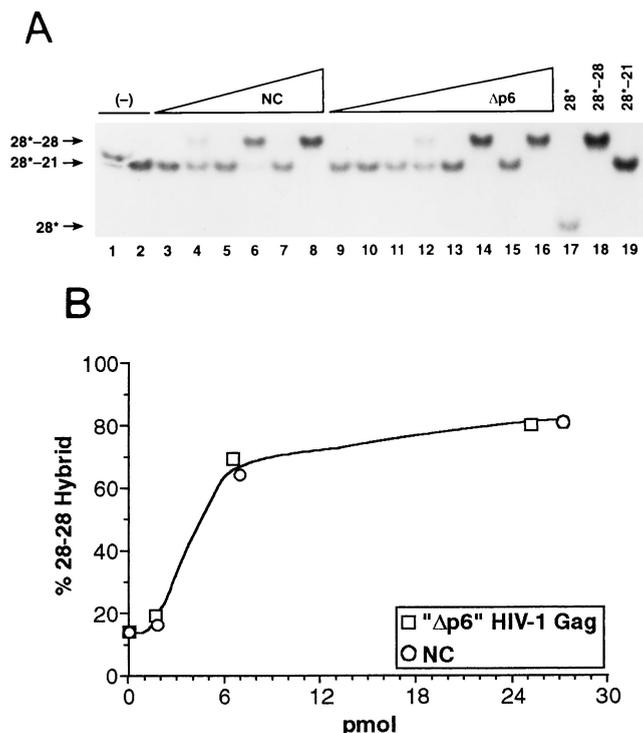 A
(–) NC Δp6 28* 28*–28 28*–21
28*–28
28*–21
28*
1 2 3 4 5 6 7 8 9 10 11 12 13 14 15 16 17 18 19
B
% 28-28 Hybrid
100
80
60
40
20
0
0 6 12 18 24 30
pmol
"Δp6" HIV-1 Gag
NC